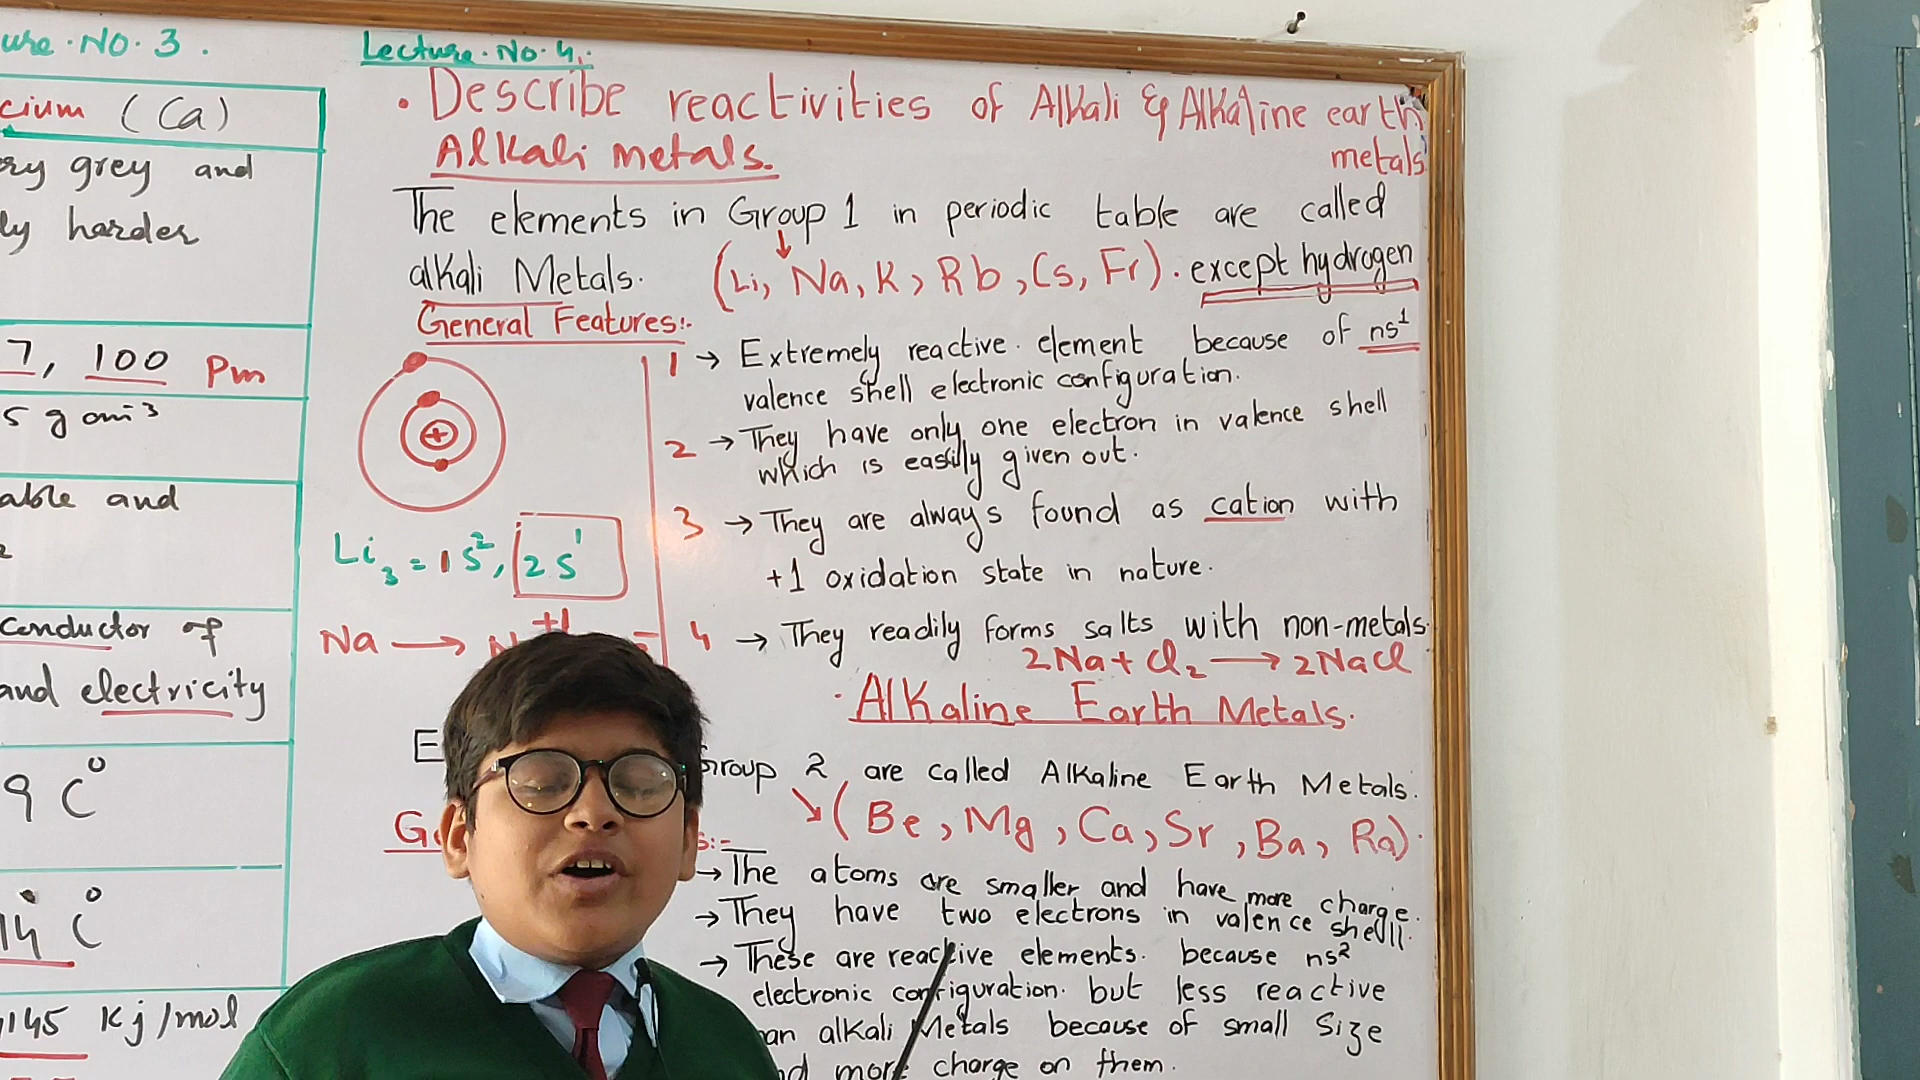 ure. No. 3.
cium (Ca)
ery grey and
ly harder
7, 100 Pm
5 g cm³
able and
2
conductor of
and electricity
9 C⁰
14 C⁰
,145 Kj/mol
Lecture. No. 4.
• Describe reactivities of Alkali & Alkaline earth
metals
Alkali metals.
The elements in Group 1 in periodic table are called
alkali Metals. (Li, Na, K, Rb, Cs, Fr). except hydrogen
General Features:-
+
Li₃ = 1s², 2s¹
Na → N +1
1 → Extremely reactive. element because of ns¹
valence shell electronic configuration.
2 → They have only one electron in valence shell
which is easily given out.
3 → They are always found as cation with
+1 oxidation state in nature.
4 → They readily forms salts with non-metals.
2Na + Cl₂ → 2NaCl
• Alkaline Earth Metals.
E Group 2 are called Alkaline Earth Metals.
(Be, Mg, Ca, Sr, Ba, Ra).
G s:-
→ The atoms are smaller and have more charge.
→ They have two electrons in valence shell.
→ These are reactive elements. because ns²
electronic configuration. but less reactive
an alkali Metals because of small size
nd more charge on them.